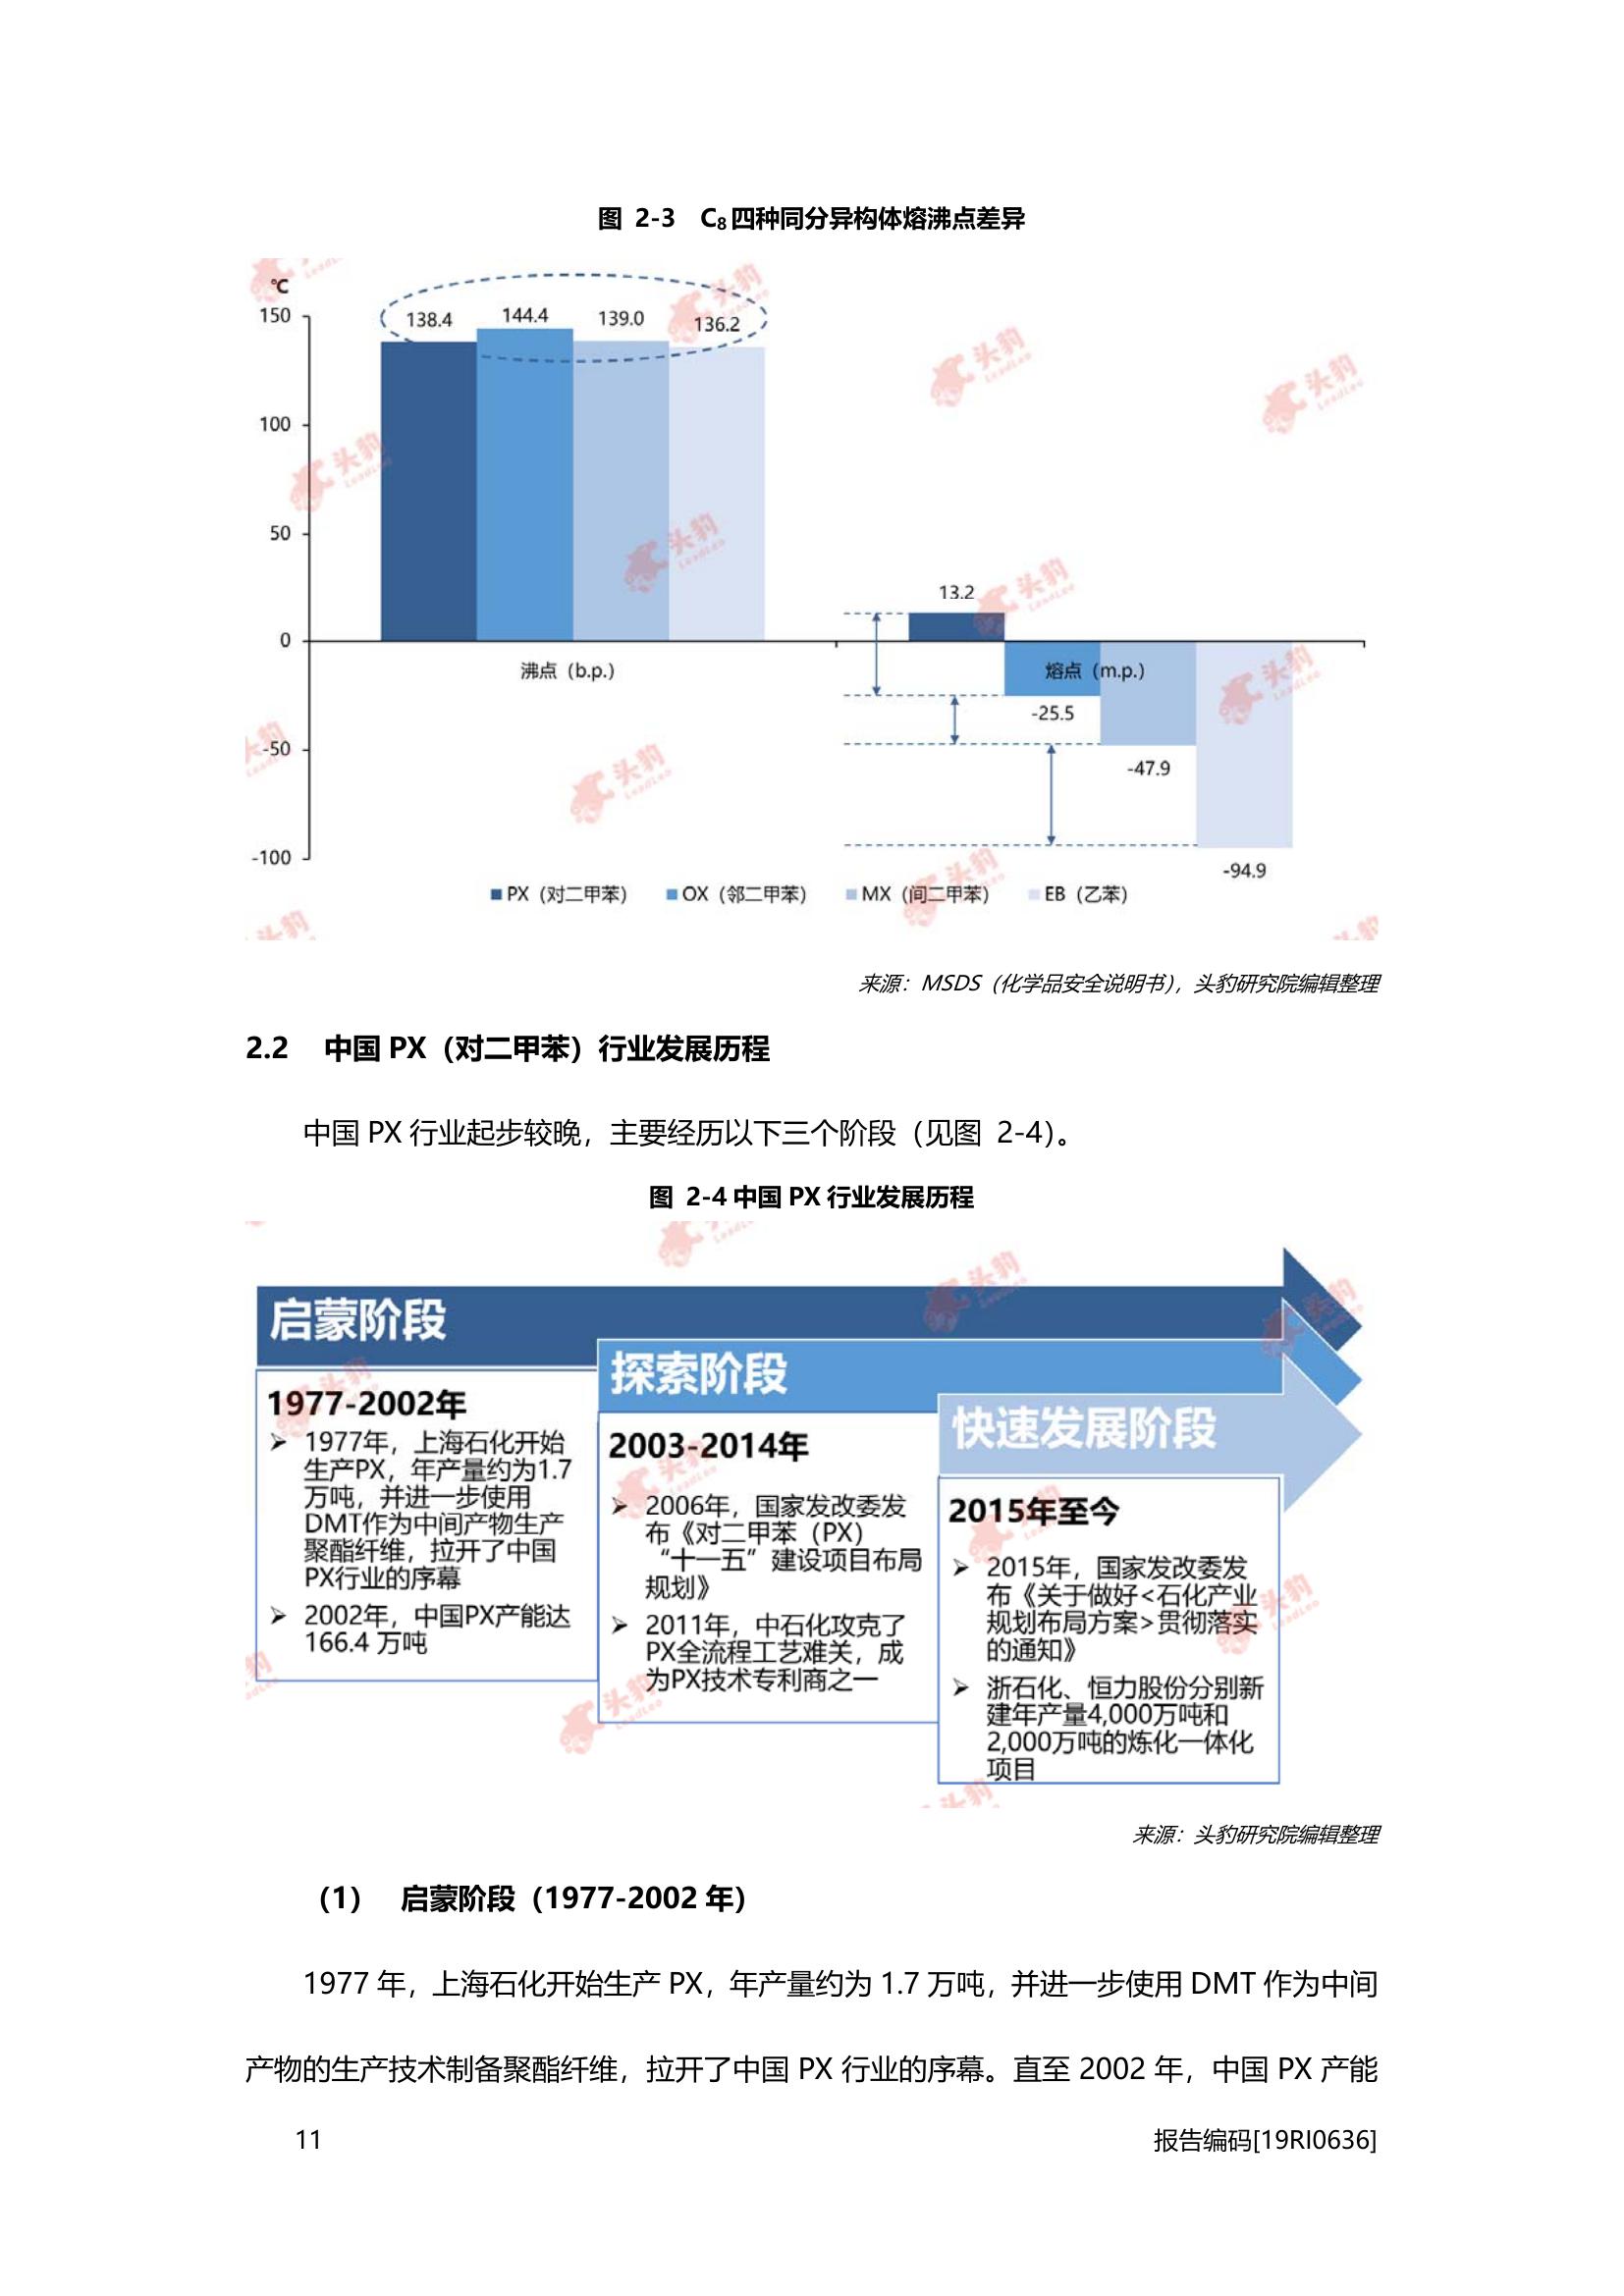 图 2-3 C8四种同分异构体熔沸点差异
℃
150
100
50
0
-50
-100
138.4
144.4
139.0
136.2
沸点（b.p.）
13.2
熔点（m.p.）
-25.5
-47.9
-94.9
PX（对二甲苯） OX（邻二甲苯） MX（间二甲苯） EB（乙苯）
来源：MSDS（化学品安全说明书），头豹研究院编辑整理
2.2 中国 PX（对二甲苯）行业发展历程
中国 PX 行业起步较晚，主要经历以下三个阶段（见图 2-4）。
图 2-4 中国 PX 行业发展历程
启蒙阶段
1977-2002年
➢ 1977年，上海石化开始
生产PX，年产量约为1.7
万吨，并进一步使用
DMT作为中间产物生产
聚酯纤维，拉开了中国
PX行业的序幕
➢ 2002年，中国PX产能达
166.4 万吨
探索阶段
2003-2014年
➢ 2006年，国家发改委发
布《对二甲苯（PX）
“十一五”建设项目布局
规划》
➢ 2011年，中石化攻克了
PX全流程工艺难关，成
为PX技术专利商之一
快速发展阶段
2015年至今
➢ 2015年，国家发改委发
布《关于做好<石化产业
规划布局方案>贯彻落实
的通知》
➢ 浙石化、恒力股份分别新
建年产量4,000万吨和
2,000万吨的炼化一体化
项目
来源：头豹研究院编辑整理
（1） 启蒙阶段（1977-2002 年）
1977 年，上海石化开始生产 PX，年产量约为 1.7 万吨，并进一步使用 DMT 作为中间
产物的生产技术制备聚酯纤维，拉开了中国 PX 行业的序幕。直至 2002 年，中国 PX 产能
11
报告编码[19RI0636]
头豹
LeadLeo